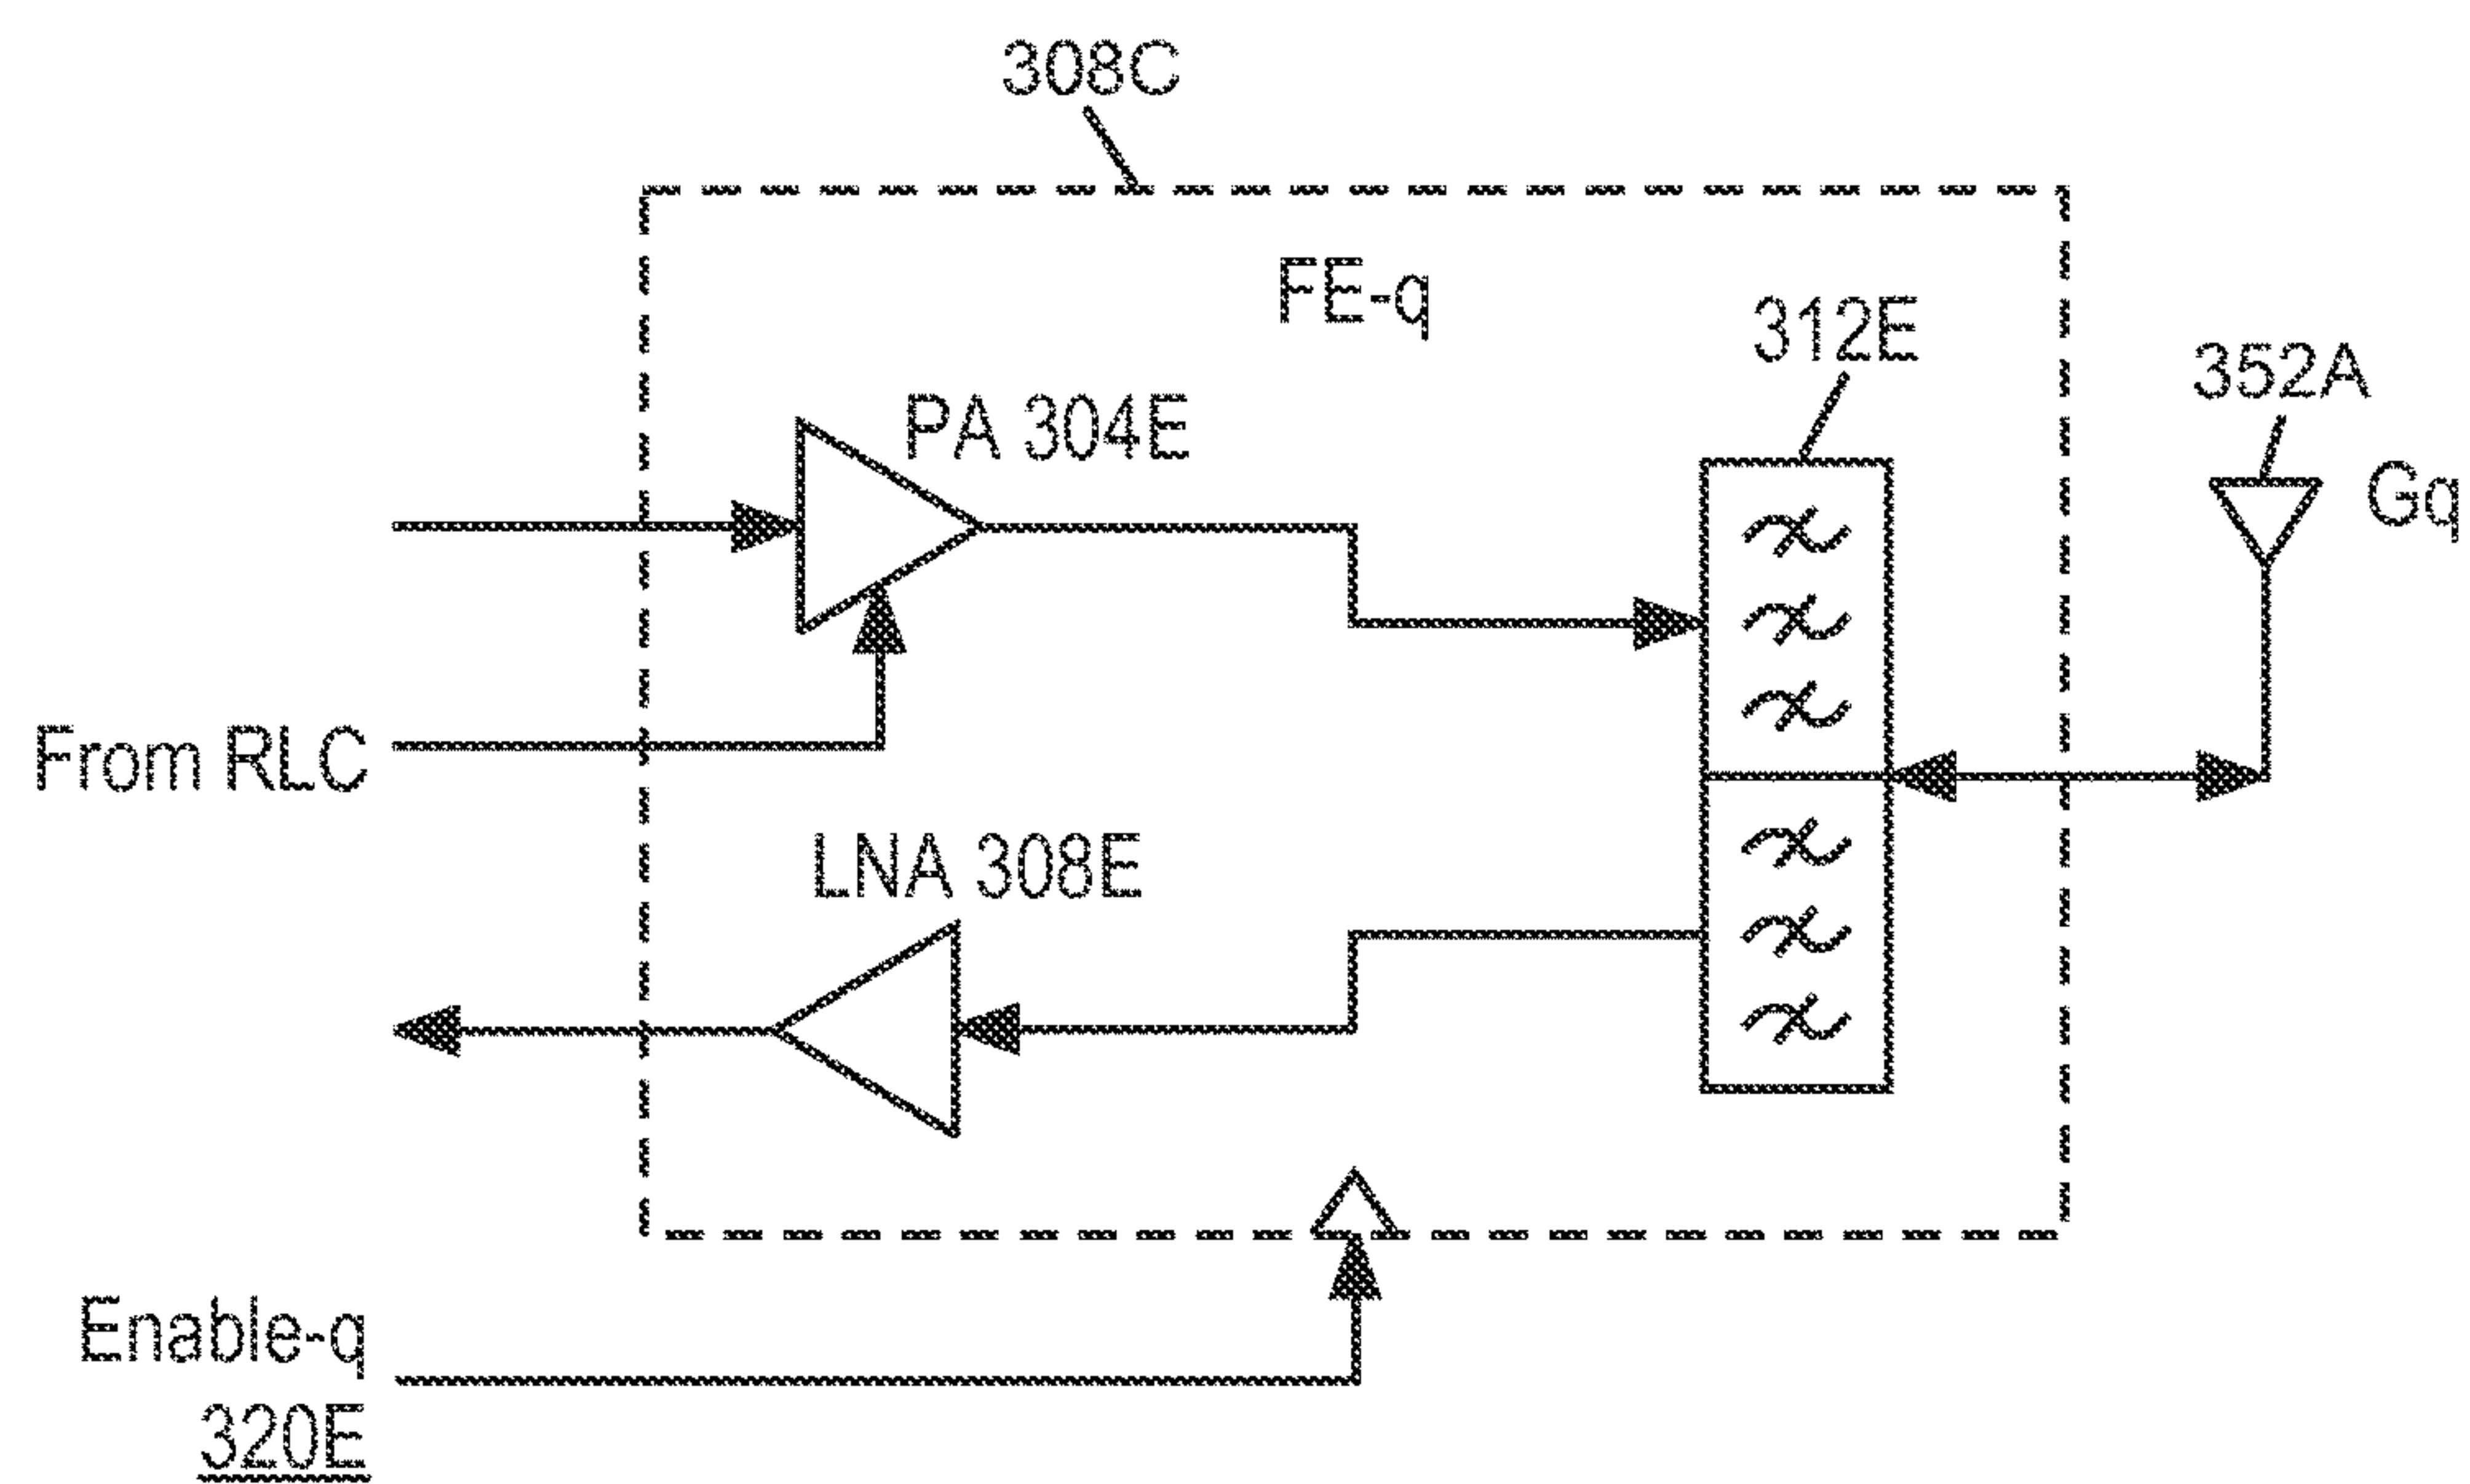 308C
FE-q
312E
352A
Gq
PA 304E
From RLC
LNA 308E
Enable-q
320E